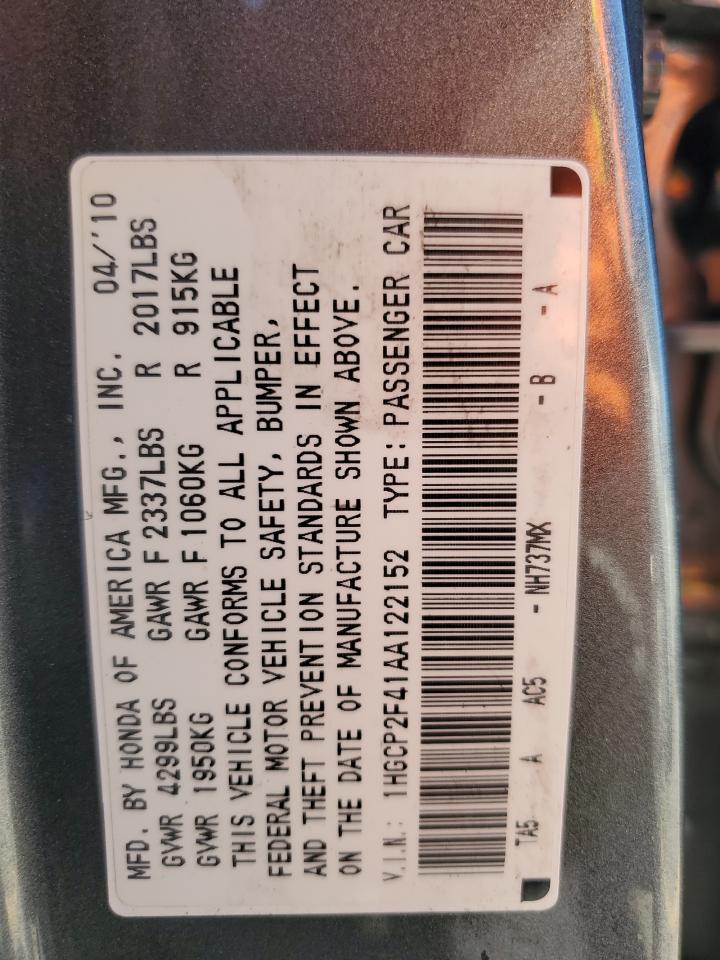 MFD. BY HONDA OF AMERICA MFG., INC. 04/'10
GVWR 4299LBS GAWR F 2337LBS R 2017LBS
GVWR 1950KG GAWR F 1060KG R 915KG
THIS VEHICLE CONFORMS TO ALL APPLICABLE
FEDERAL MOTOR VEHICLE SAFETY, BUMPER,
AND THEFT PREVENTION STANDARDS IN EFFECT
ON THE DATE OF MANUFACTURE SHOWN ABOVE.
V.I.N.: 1HGCP2F41AA122152 TYPE: PASSENGER CAR
TA5 A AC5 - NH737MX - B - A